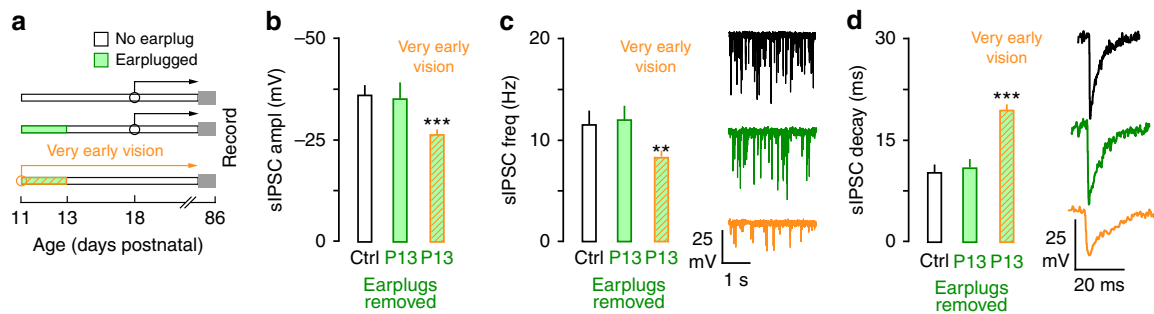 a
No earplug
Earplugged
Very early vision
Record
11 13 18 86
Age (days postnatal)
b
–50
–25
0
sIPSC ampl (mV)
Very early
vision
***
Ctrl P13 P13
Earplugs
removed
c
20
10
0
sIPSC freq (Hz)
Very early
vision
**
Ctrl P13 P13
Earplugs
removed
25
mV
1 s
d
30
15
0
sIPSC decay (ms)
Very early
vision
***
Ctrl P13 P13
Earplugs
removed
25
mV
20 ms